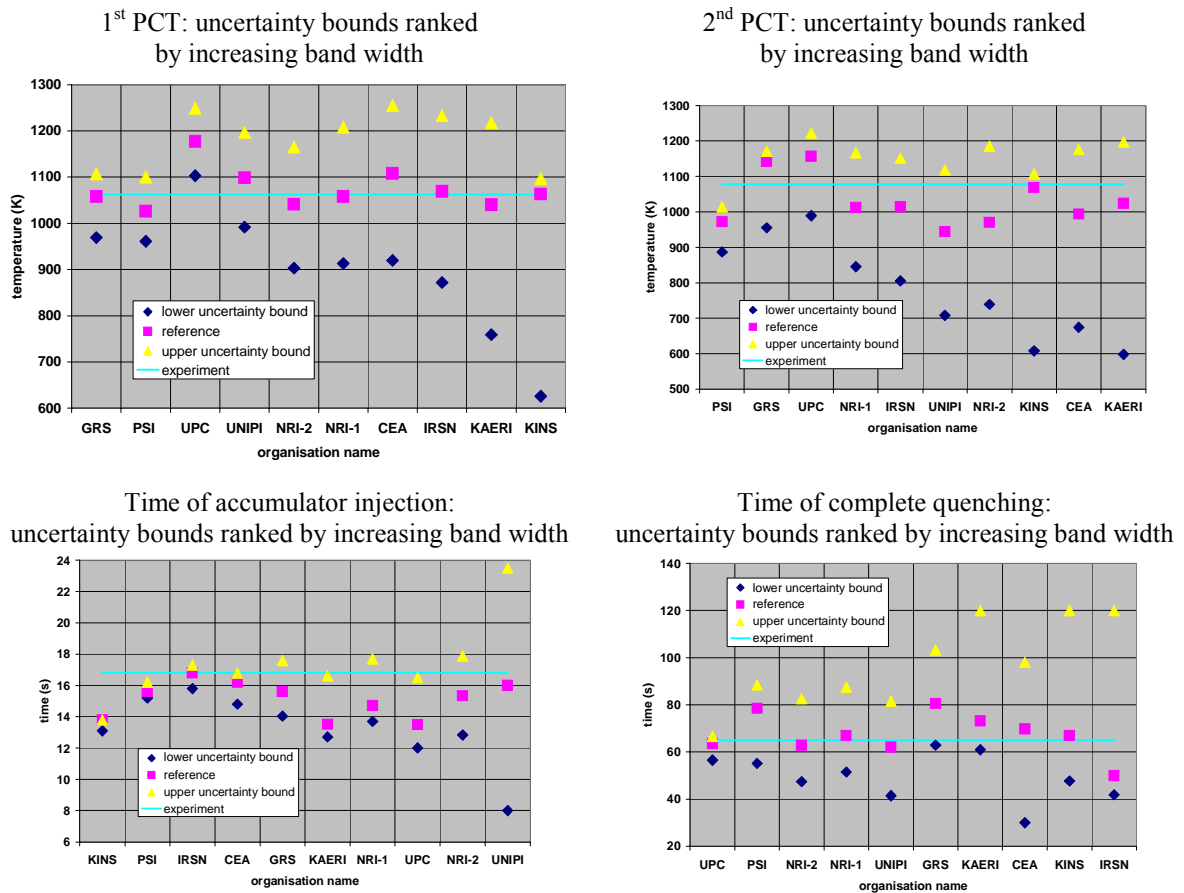 1st PCT: uncertainty bounds ranked
by increasing band width
1300
1200
1100
1000
900
800
700
600
temperature (K)
lower uncertainty bound
reference
upper uncertainty bound
experiment
GRS PSI UPC UNIPI NRI-2 NRI-1 CEA IRSN KAERI KINS
organisation name
2nd PCT: uncertainty bounds ranked
by increasing band width
1300
1200
1100
1000
900
800
700
600
500
temperature (K)
lower uncertainty bound
reference
upper uncertainty bound
experiment
PSI GRS UPC NRI-1 IRSN UNIPI NRI-2 KINS CEA KAERI
organisation name
Time of accumulator injection:
uncertainty bounds ranked by increasing band width
24
22
20
18
16
14
12
10
8
6
time (s)
lower uncertainty bound
reference
upper uncertainty bound
experiment
KINS PSI IRSN CEA GRS KAERI NRI-1 UPC NRI-2 UNIPI
organisation name
Time of complete quenching:
uncertainty bounds ranked by increasing band width
140
120
100
80
60
40
20
time (s)
lower uncertainty bound
reference
upper uncertainty bound
experiment
UPC PSI NRI-2 NRI-1 UNIPI GRS KAERI CEA KINS IRSN
organisation name